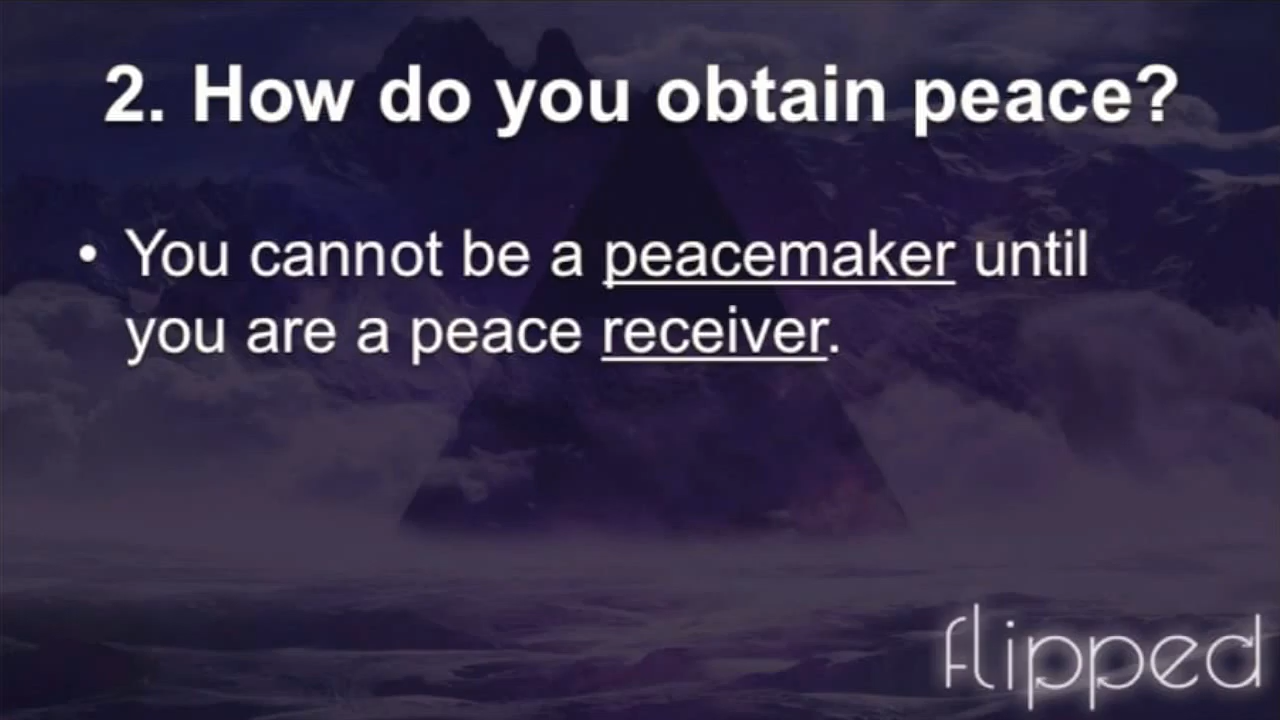 2. How do you obtain peace?
• You cannot be a peacemaker until
you are a peace receiver.
flipped